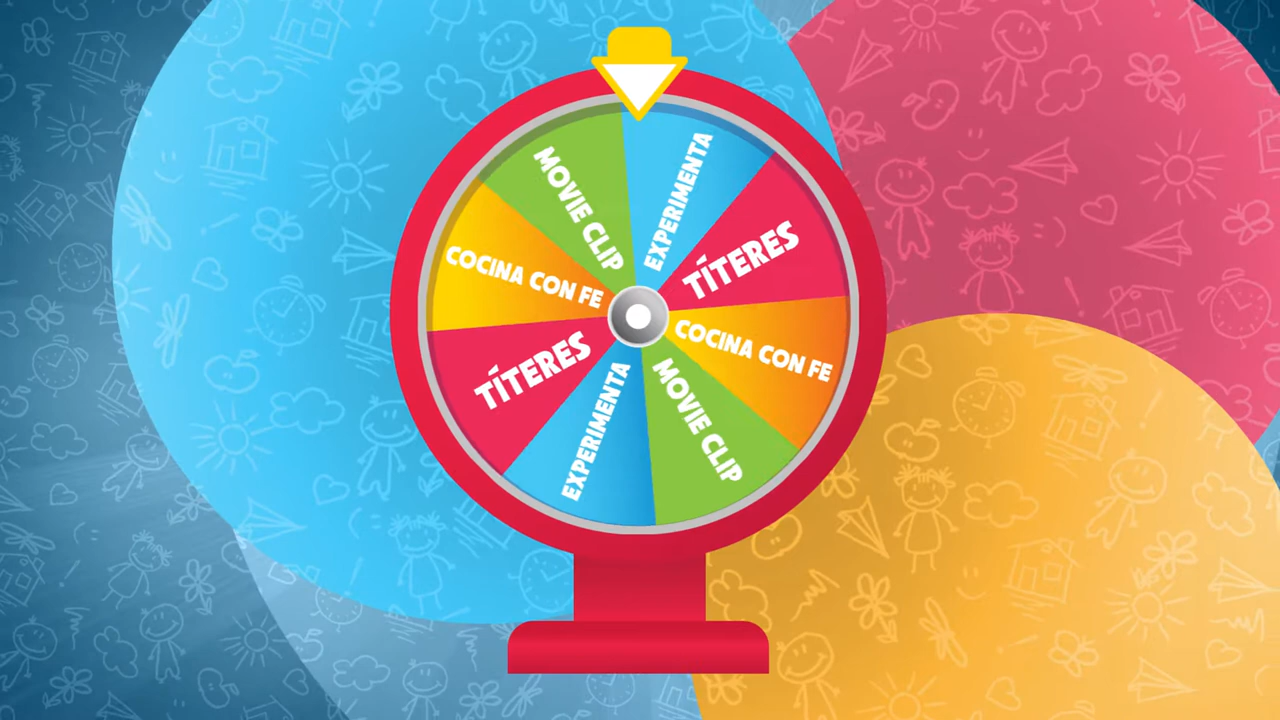 MOVIE CLIP
EXPERIMENTA
TÍTERES
COCINA CON FE
COCINA CON FE
TÍTERES
EXPERIMENTA
MOVIE CLIP